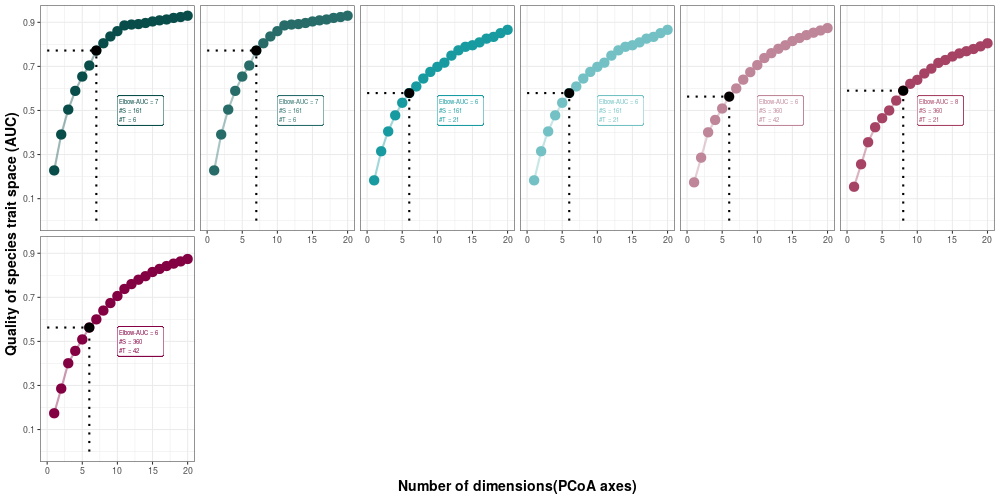 Quality of species trait space (AUC)
0.9
0.7
0.5
0.3
0.1
Elbow-AUC = 7
#S = 161
#T = 6
Elbow-AUC = 7
#S = 161
#T = 6
0 5 10 15 20
Elbow-AUC = 6
#S = 161
#T = 21
0 5 10 15 20
Elbow-AUC = 6
#S = 161
#T = 21
0 5 10 15 20
Elbow-AUC = 6
#S = 360
#T = 42
0 5 10 15 20
Elbow-AUC = 8
#S = 360
#T = 21
0 5 10 15 20
0.9
0.7
0.5
0.3
0.1
Elbow-AUC = 6
#S = 360
#T = 42
0 5 10 15 20
Number of dimensions(PCoA axes)